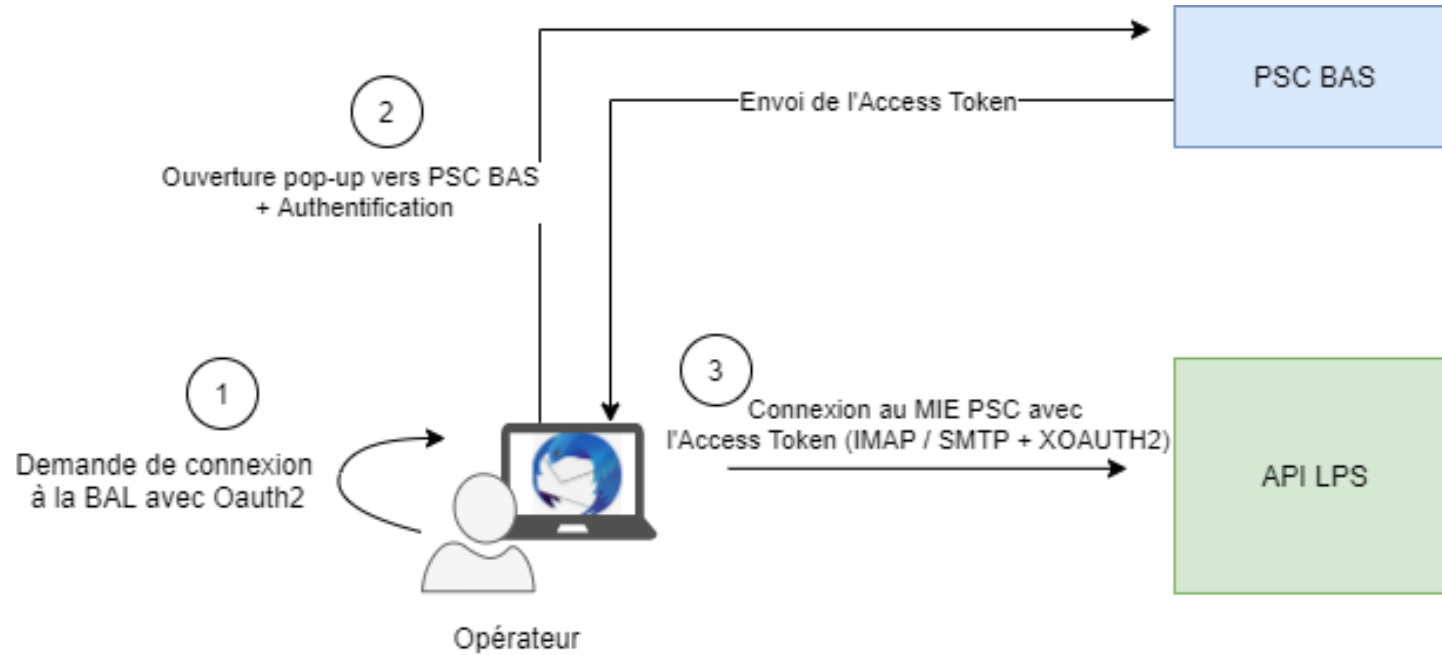 PSC BAS
Envoi de l'Access Token
2
Ouverture pop-up vers PSC BAS
+ Authentification
1
Demande de connexion
à la BAL avec Oauth2
3
Connexion au MIE PSC avec
l'Access Token (IMAP / SMTP + XOAUTH2)
API LPS
Opérateur